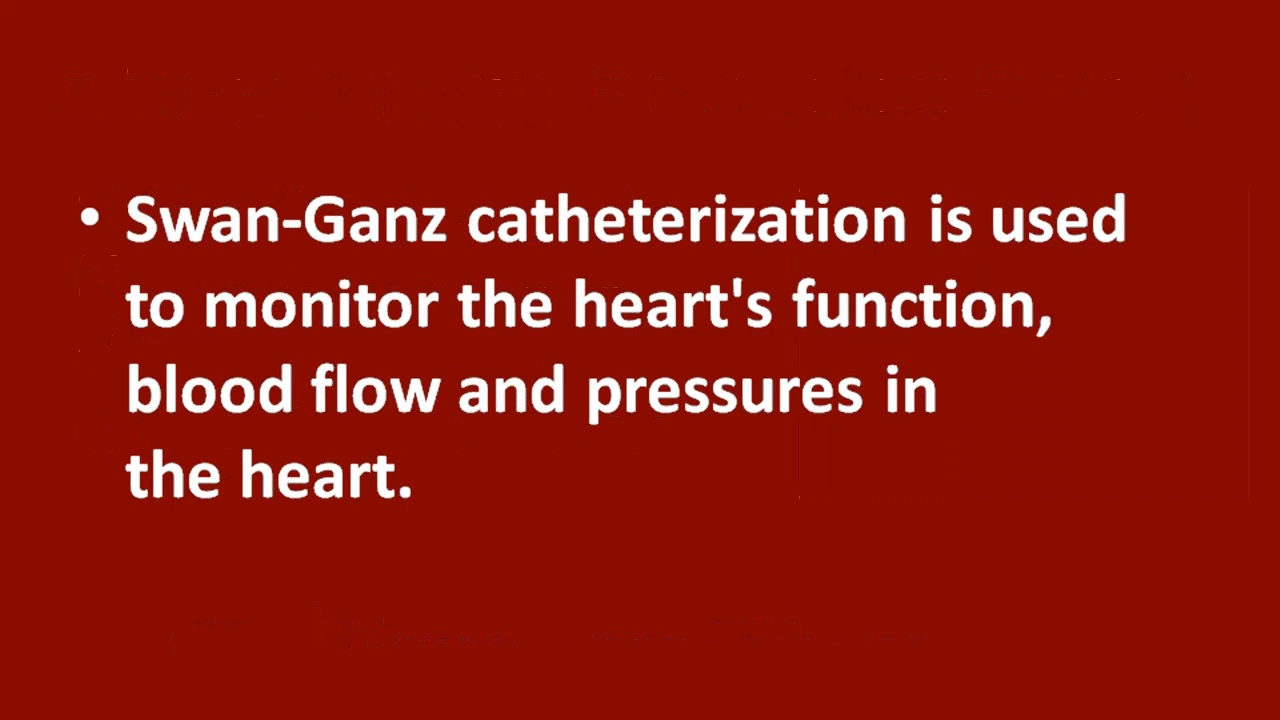 • Swan-Ganz catheterization is used
to monitor the heart's function,
blood flow and pressures in
the heart.